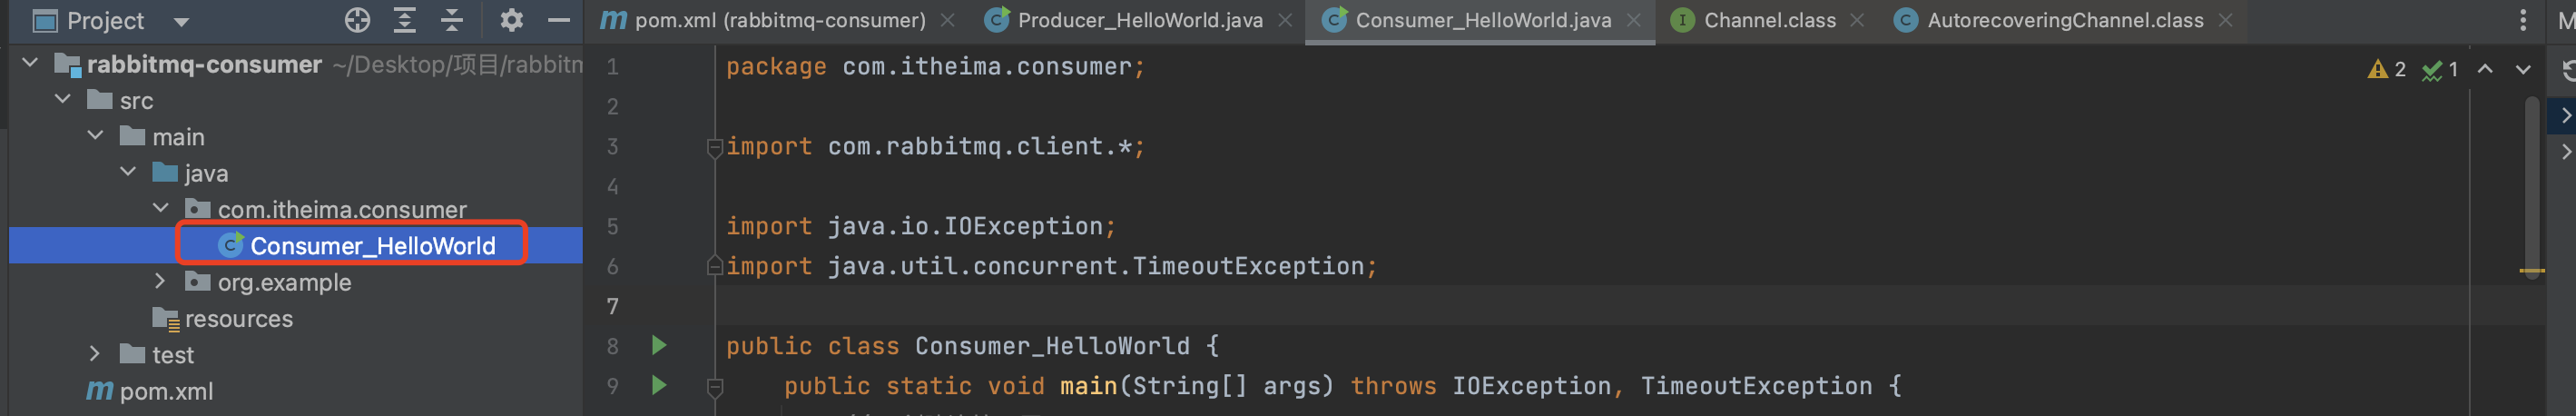 Project
rabbitmq-consumer ~/Desktop/项目/rabbitm
src
main
java
com.itheima.consumer
Consumer_HelloWorld
org.example
resources
test
pom.xml
pom.xml (rabbitmq-consumer) Producer_HelloWorld.java Consumer_HelloWorld.java Channel.class AutorecoveringChannel.class M
2 1
1 package com.itheima.consumer;
2
3 import com.rabbitmq.client.*;
4
5 import java.io.IOException;
6 import java.util.concurrent.TimeoutException;
7
8 public class Consumer_HelloWorld {
9 public static void main(String[] args) throws IOException, TimeoutException {